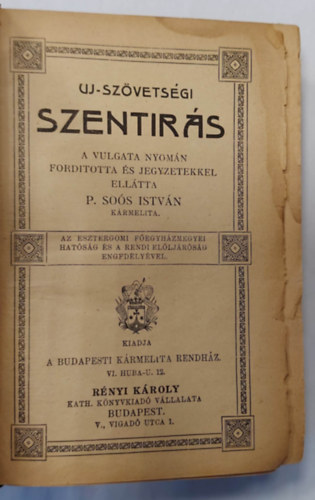 UJ-SZÖVETSÉGI
SZENTIRÁS
A VULGATA NYOMÁN
FORDITOTTA ÉS JEGYZETEKKEL
ELLÁTTA
P. SOÓS ISTVÁN
KÁRMELITA.
AZ ESZTERGOMI FŐEGYHÁZMEGYEI
HATÓSÁG ÉS A RENDI ELÖLJÁRÓSÁG
ENGEDÉLYÉVEL.
KIADJA
A BUDAPESTI KÁRMELITA RENDHÁZ
VI. HUBA-U. 12.
RÉNYI KÁROLY
KATH. KÖNYVKIADÓ VÁLLALATA
BUDAPEST.
V., VIGADÓ UTCA 1.